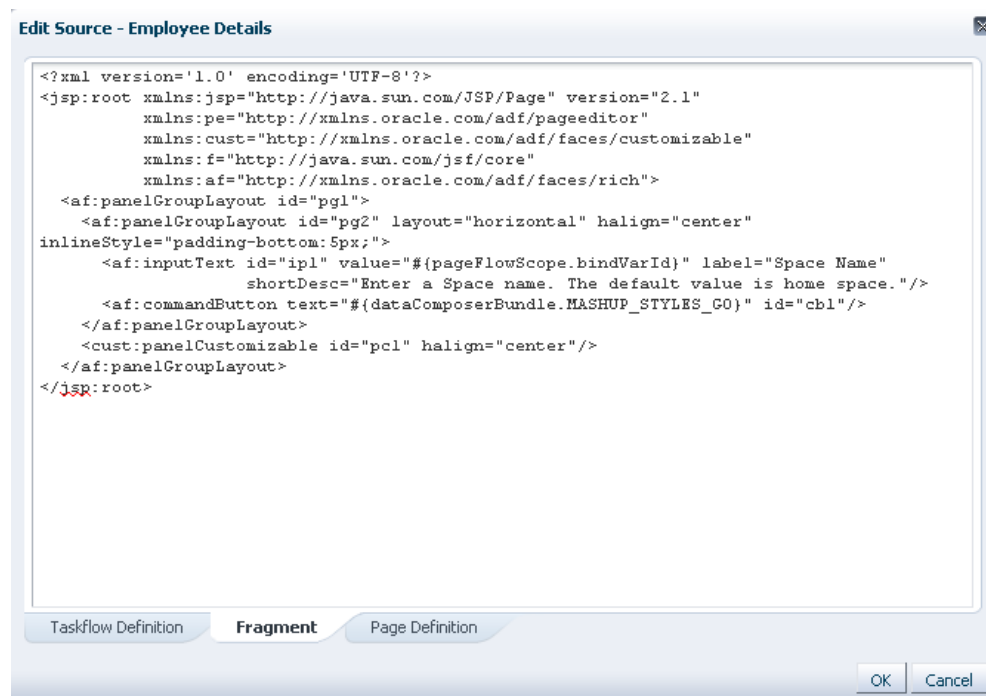 Edit Source - Employee Details
<?xml version='1.0' encoding='UTF-8'?>
<jsp:root xmlns:jsp="http://java.sun.com/JSP/Page" version="2.1"
xmlns:pe="http://xmlns.oracle.com/adf/pageeditor"
xmlns:cust="http://xmlns.oracle.com/adf/faces/customizable"
xmlns:f="http://java.sun.com/jsf/core"
xmlns:af="http://xmlns.oracle.com/adf/faces/rich">
<af:panelGroupLayout id="pgl1">
<af:panelGroupLayout id="pg2" layout="horizontal" halign="center"
inlineStyle="padding-bottom:5px;">
<af:inputText id="ip1" value="#{pageFlowScope.bindVarId}" label="Space Name"
shortDesc="Enter a Space name. The default value is home space."/>
<af:commandButton text="#{dataComposerBundle.MASHUP_STYLES_GO}" id="cb1"/>
</af:panelGroupLayout>
<cust:panelCustomizable id="pc1" halign="center"/>
</af:panelGroupLayout>
</jsp:root>
Taskflow Definition Fragment Page Definition
OK Cancel